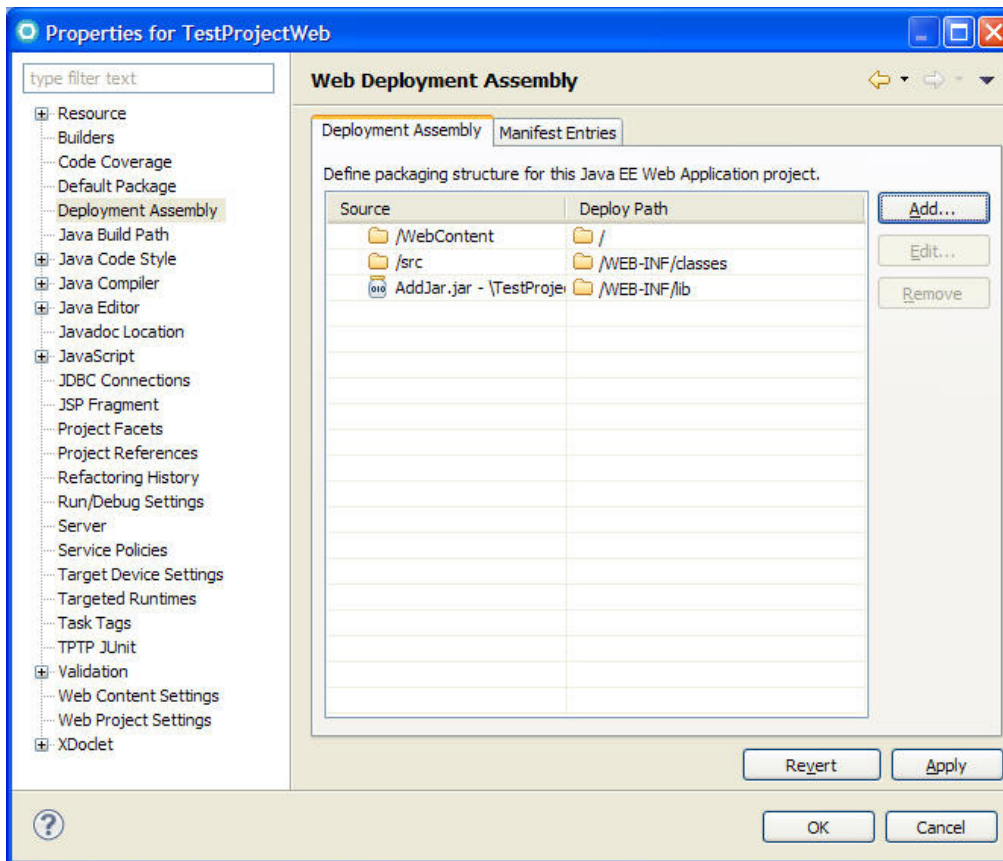 Properties for TestProjectWeb
type filter text
Resource
Builders
Code Coverage
Default Package
Deployment Assembly
Java Build Path
Java Code Style
Java Compiler
Java Editor
Javadoc Location
JavaScript
JDBC Connections
JSP Fragment
Project Facets
Project References
Refactoring History
Run/Debug Settings
Server
Service Policies
Target Device Settings
Targeted Runtimes
Task Tags
TPTP JUnit
Validation
Web Content Settings
Web Project Settings
XDoclet
Web Deployment Assembly
Deployment Assembly Manifest Entries
Define packaging structure for this Java EE Web Application project.
Source Deploy Path
/WebContent /
/src /WEB-INF/classes
AddJar.jar - \TestProje /WEB-INF/lib
Add...
Edit...
Remove
Revert Apply
OK Cancel